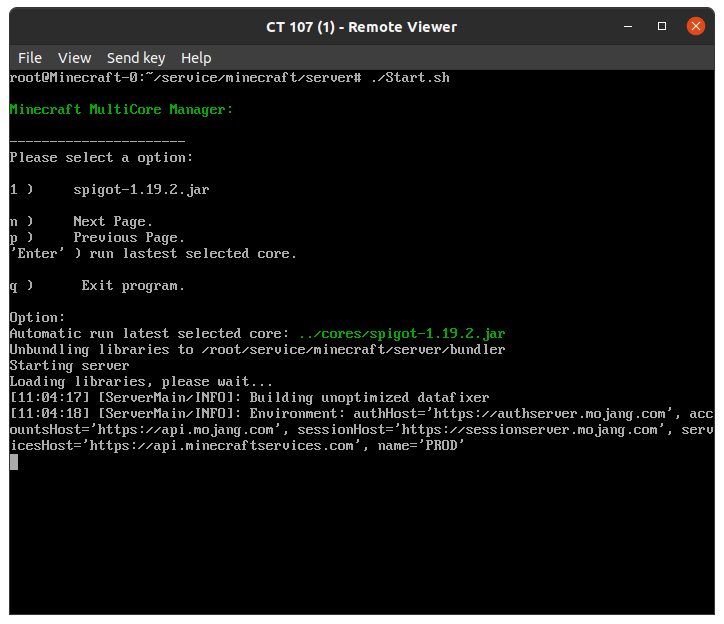 CT 107 (1) - Remote Viewer
File View Send key Help
root@Minecraft-0:~/service/minecraft/server# ./Start.sh
Minecraft MultiCore Manager:
----------------------
Please select a option:
1 ) spigot-1.19.2.jar
n ) Next Page.
p ) Previous Page.
'Enter' ) run lastest selected core.
q ) Exit program.
Option:
Automatic run latest selected core: ../cores/spigot-1.19.2.jar
Unbundling libraries to /root/service/minecraft/server/bundler
Starting server
Loading libraries, please wait...
[11:04:17] [ServerMain/INFO]: Building unoptimized datafixer
[11:04:18] [ServerMain/INFO]: Environment: authHost='https://authserver.mojang.com', acc
ountsHost='https://api.mojang.com', sessionHost='https://sessionserver.mojang.com', serv
icesHost='https://api.minecraftservices.com', name='PROD'